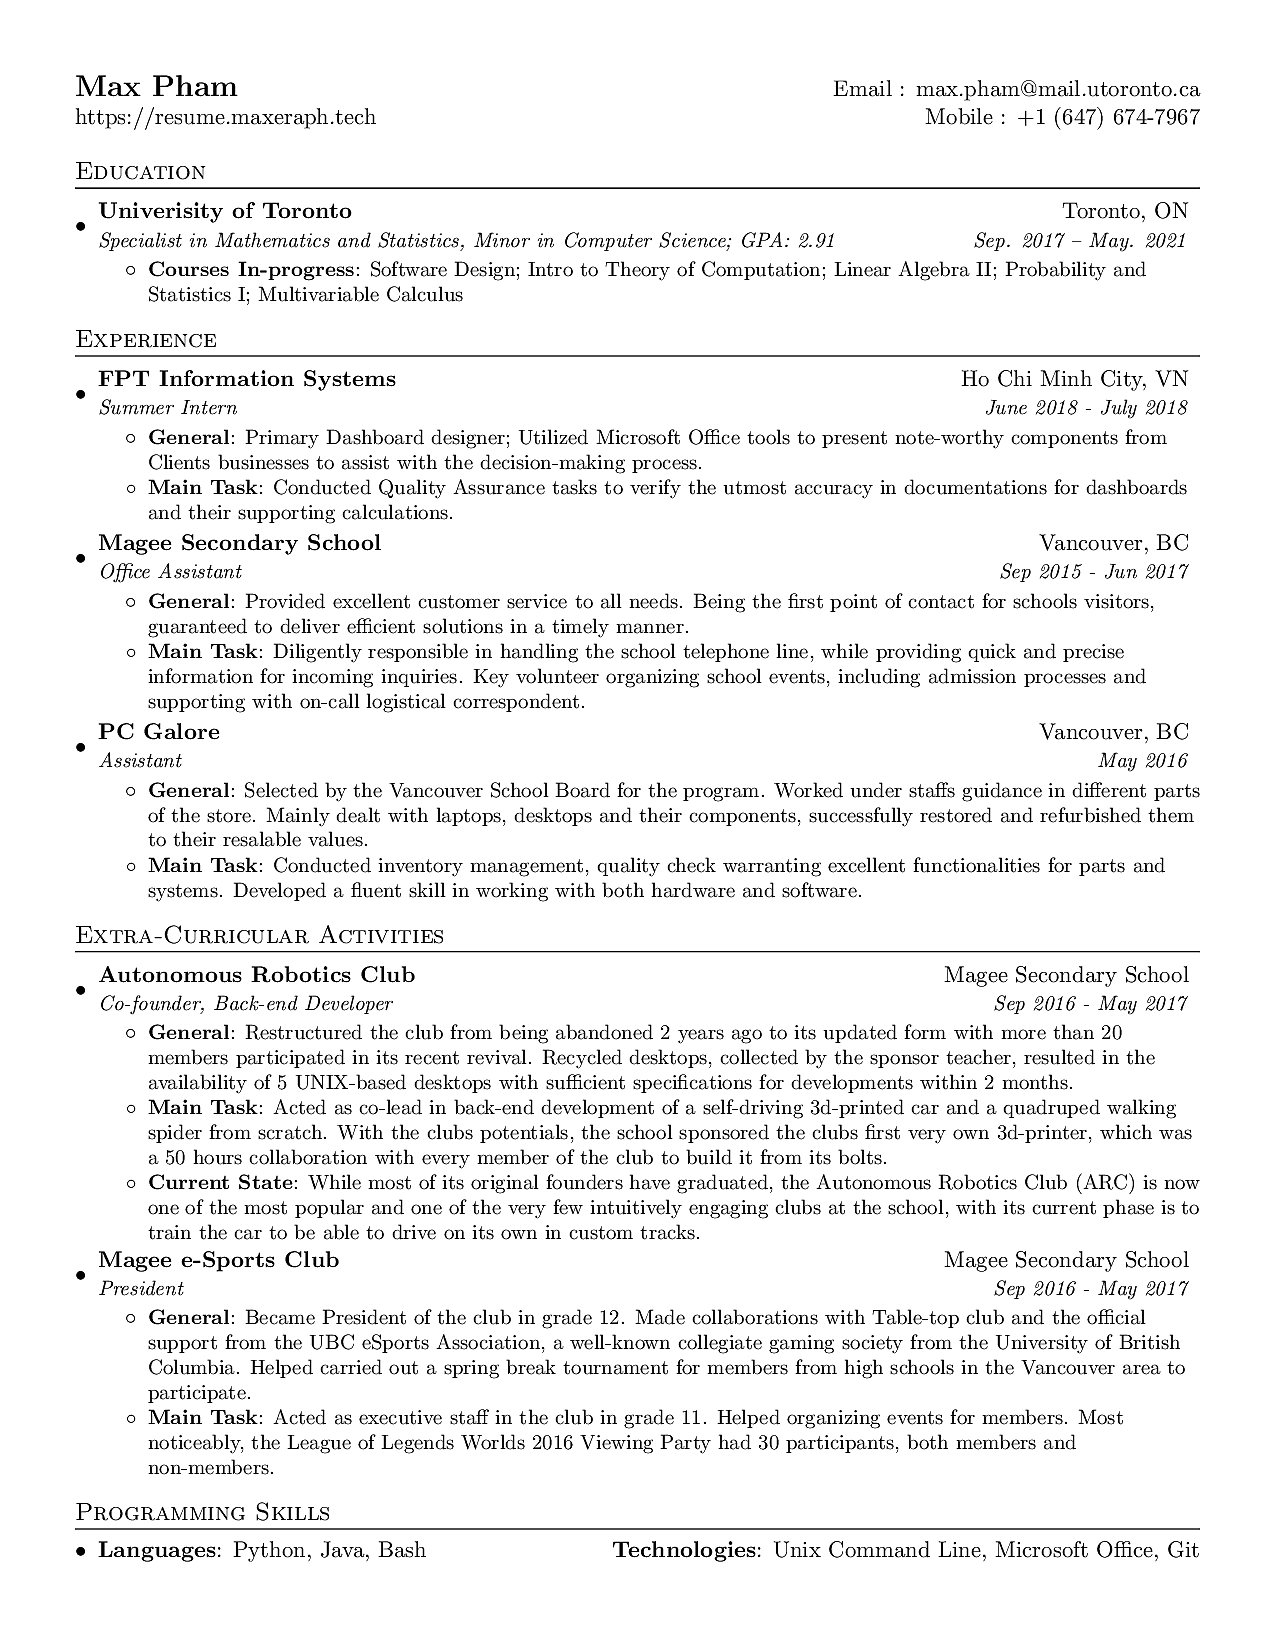 Max Pham Email : max.pham@mail.utoronto.ca
https://resume.maxeraph.tech Mobile : +1 (647) 674-7967
Education
• Univerisity of Toronto Toronto, ON
Specialist in Mathematics and Statistics, Minor in Computer Science; GPA: 2.91 Sep. 2017 – May. 2021
◦ Courses In-progress: Software Design; Intro to Theory of Computation; Linear Algebra II; Probability and
Statistics I; Multivariable Calculus
Experience
• FPT Information Systems Ho Chi Minh City, VN
Summer Intern June 2018 - July 2018
◦ General: Primary Dashboard designer; Utilized Microsoft Office tools to present note-worthy components from
Clients businesses to assist with the decision-making process.
◦ Main Task: Conducted Quality Assurance tasks to verify the utmost accuracy in documentations for dashboards
and their supporting calculations.
• Magee Secondary School Vancouver, BC
Office Assistant Sep 2015 - Jun 2017
◦ General: Provided excellent customer service to all needs. Being the first point of contact for schools visitors,
guaranteed to deliver efficient solutions in a timely manner.
◦ Main Task: Diligently responsible in handling the school telephone line, while providing quick and precise
information for incoming inquiries. Key volunteer organizing school events, including admission processes and
supporting with on-call logistical correspondent.
• PC Galore Vancouver, BC
Assistant May 2016
◦ General: Selected by the Vancouver School Board for the program. Worked under staffs guidance in different parts
of the store. Mainly dealt with laptops, desktops and their components, successfully restored and refurbished them
to their resalable values.
◦ Main Task: Conducted inventory management, quality check warranting excellent functionalities for parts and
systems. Developed a fluent skill in working with both hardware and software.
Extra-Curricular Activities
• Autonomous Robotics Club Magee Secondary School
Co-founder, Back-end Developer Sep 2016 - May 2017
◦ General: Restructured the club from being abandoned 2 years ago to its updated form with more than 20
members participated in its recent revival. Recycled desktops, collected by the sponsor teacher, resulted in the
availability of 5 UNIX-based desktops with sufficient specifications for developments within 2 months.
◦ Main Task: Acted as co-lead in back-end development of a self-driving 3d-printed car and a quadruped walking
spider from scratch. With the clubs potentials, the school sponsored the clubs first very own 3d-printer, which was
a 50 hours collaboration with every member of the club to build it from its bolts.
◦ Current State: While most of its original founders have graduated, the Autonomous Robotics Club (ARC) is now
one of the most popular and one of the very few intuitively engaging clubs at the school, with its current phase is to
train the car to be able to drive on its own in custom tracks.
• Magee e-Sports Club Magee Secondary School
President Sep 2016 - May 2017
◦ General: Became President of the club in grade 12. Made collaborations with Table-top club and the official
support from the UBC eSports Association, a well-known collegiate gaming society from the University of British
Columbia. Helped carried out a spring break tournament for members from high schools in the Vancouver area to
participate.
◦ Main Task: Acted as executive staff in the club in grade 11. Helped organizing events for members. Most
noticeably, the League of Legends Worlds 2016 Viewing Party had 30 participants, both members and
non-members.
Programming Skills
• Languages: Python, Java, Bash Technologies: Unix Command Line, Microsoft Office, Git